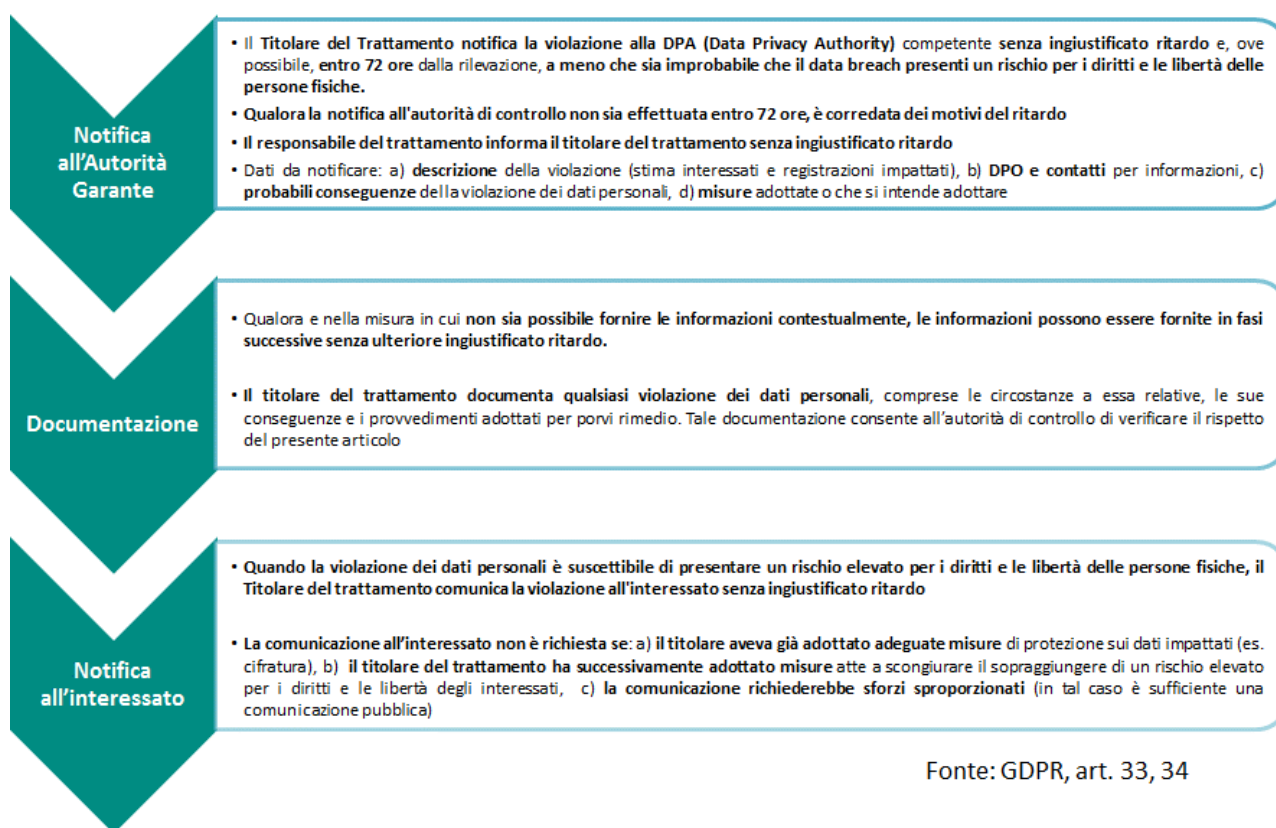 Notifica
all'Autorità
Garante
• Il Titolare del Trattamento notifica la violazione alla DPA (Data Privacy Authority) competente senza ingiustificato ritardo e, ove
possibile, entro 72 ore dalla rilevazione, a meno che sia improbabile che il data breach presenti un rischio per i diritti e le libertà delle
persone fisiche.
• Qualora la notifica all'autorità di controllo non sia effettuata entro 72 ore, è corredata dei motivi del ritardo
• Il responsabile del trattamento informa il titolare del trattamento senza ingiustificato ritardo
• Dati da notificare: a) descrizione della violazione (stima interessati e registrazioni impattati), b) DPO e contatti per informazioni, c)
probabili conseguenze della violazione dei dati personali, d) misure adottate o che si intende adottare
Documentazione
• Qualora e nella misura in cui non sia possibile fornire le informazioni contestualmente, le informazioni possono essere fornite in fasi
successive senza ulteriore ingiustificato ritardo.
• Il titolare del trattamento documenta qualsiasi violazione dei dati personali, comprese le circostanze a essa relative, le sue
conseguenze e i provvedimenti adottati per porvi rimedio. Tale documentazione consente all'autorità di controllo di verificare il rispetto
del presente articolo
Notifica
all'interessato
• Quando la violazione dei dati personali è suscettibile di presentare un rischio elevato per i diritti e le libertà delle persone fisiche, il
Titolare del trattamento comunica la violazione all'interessato senza ingiustificato ritardo
• La comunicazione all'interessato non è richiesta se: a) il titolare aveva già adottato adeguate misure di protezione sui dati impattati (es.
cifratura), b) il titolare del trattamento ha successivamente adottato misure atte a scongiurare il sopraggiungere di un rischio elevato
per i diritti e le libertà degli interessati, c) la comunicazione richiederebbe sforzi sproporzionati (in tal caso è sufficiente una
comunicazione pubblica)
Fonte: GDPR, art. 33, 34